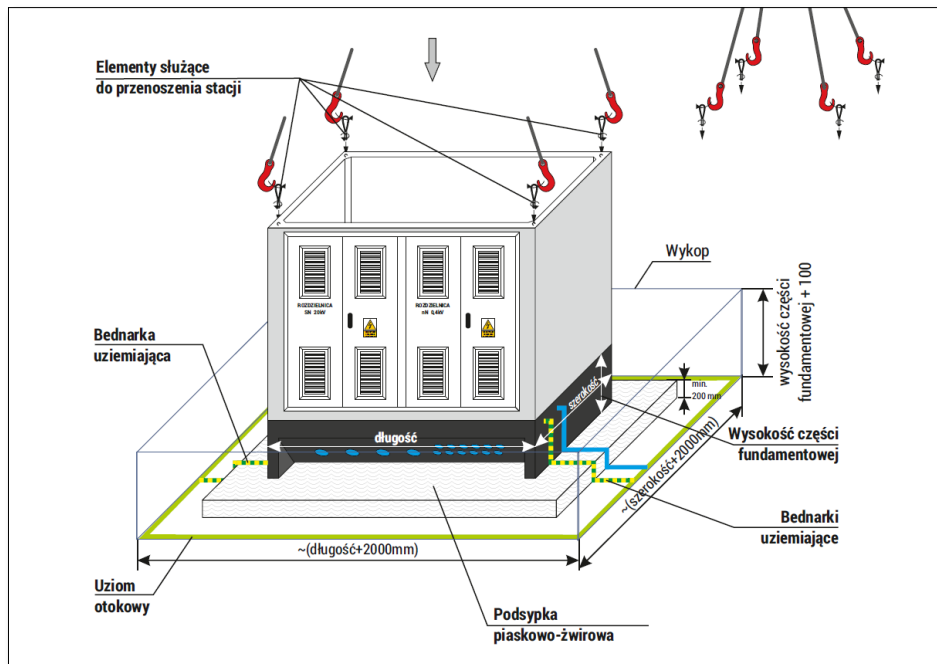 Elementy służące
do przenoszenia stacji
Wykop
wysokość części
fundamentowej + 100
ROZDZIELNICA
SN 20kV
ROZDZIELNICA
nN 0,4kV
Bednarka
uziemiająca
szerokość
min.
200 mm
długość
Wysokość części
fundamentowej
~(szerokość+2000mm)
Bednarki
uziemiające
~(długość+2000mm)
Uziom
otokowy
Podsypka
piaskowo-żwirowa